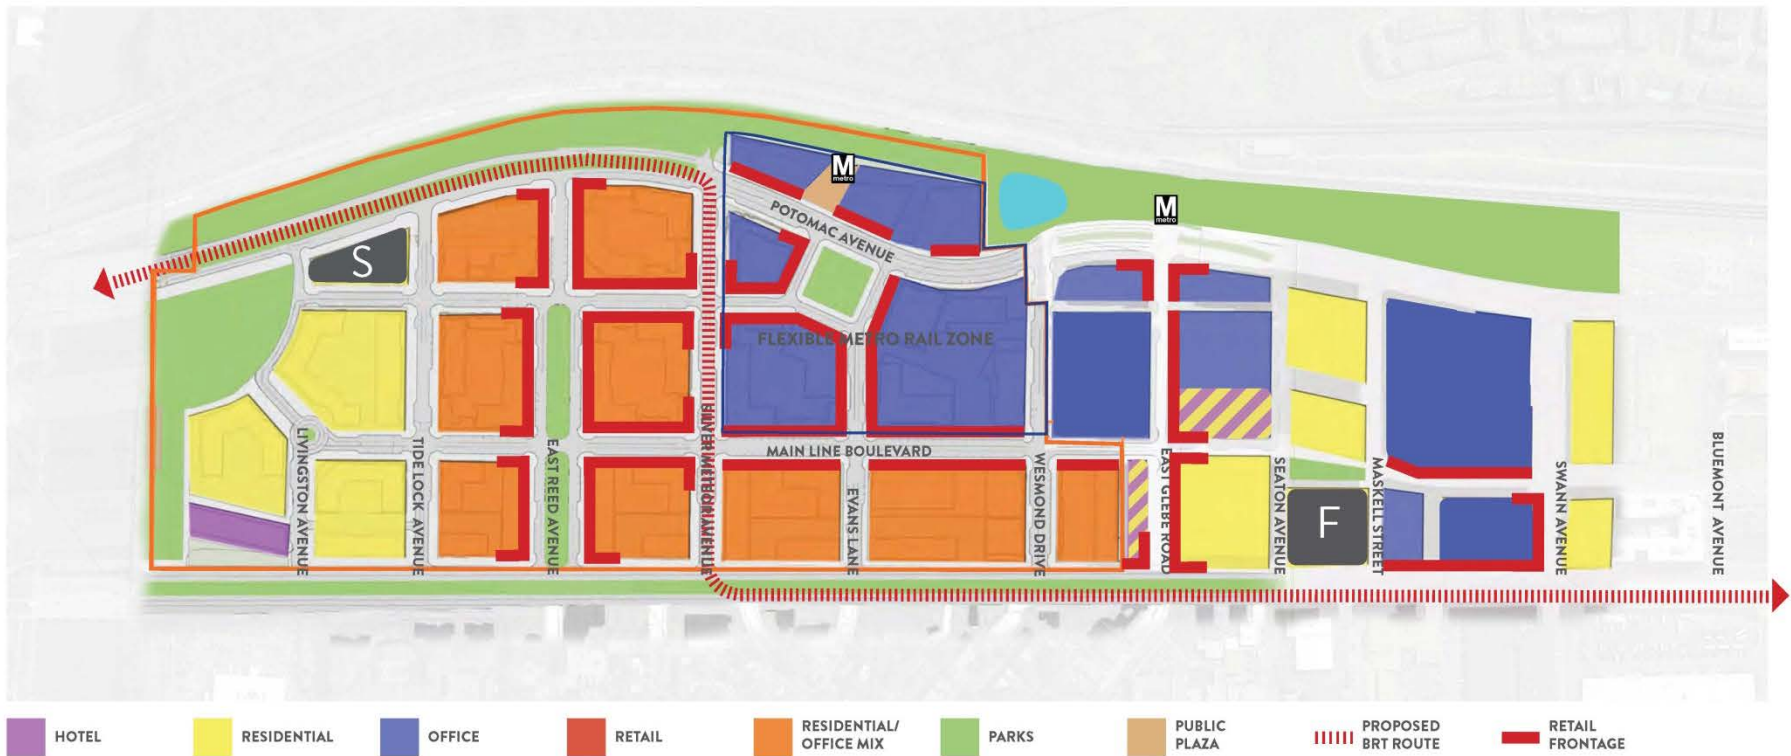 M
metro
M
metro
POTOMAC AVENUE
S
FLEXIBLE METRO RAIL ZONE
MAIN LINE BOULEVARD
LIVINGSTON AVENUE
TIDE LOCK AVENUE
EAST REED AVENUE
EVANS LANE
WESMOND DRIVE
EAST GLEBE ROAD
SEATON AVENUE
F
MASKELL STREET
SWANN AVENUE
BLUEMONT AVENUE
HOTEL
RESIDENTIAL
OFFICE
RETAIL
RESIDENTIAL/
OFFICE MIX
PARKS
PUBLIC
PLAZA
PROPOSED
BRT ROUTE
RETAIL
FRONTAGE